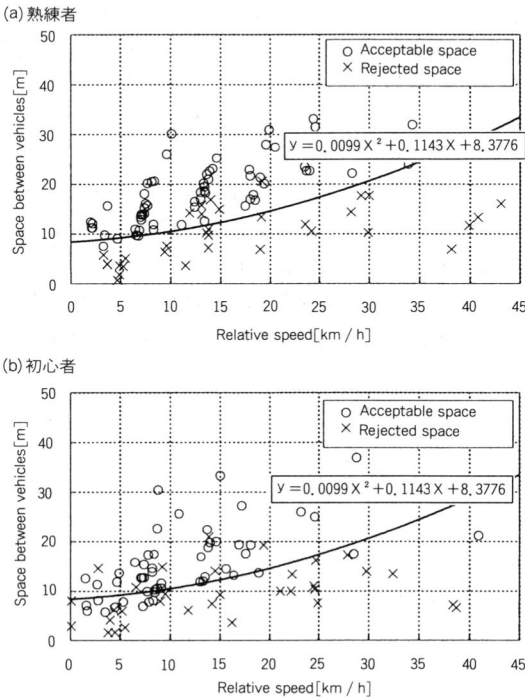 (a) 熟練者
Space between vehicles[m]
50
40
30
20
10
0
○ Acceptable space
× Rejected space
y=0.0099X²+0.1143X+8.3776
0 5 10 15 20 25 30 35 40 45
Relative speed[km/h]
(b) 初心者
Space between vehicles[m]
50
40
30
20
10
0
○ Acceptable space
× Rejected space
y=0.0099X²+0.1143X+8.3776
0 5 10 15 20 25 30 35 40 45
Relative speed[km/h]